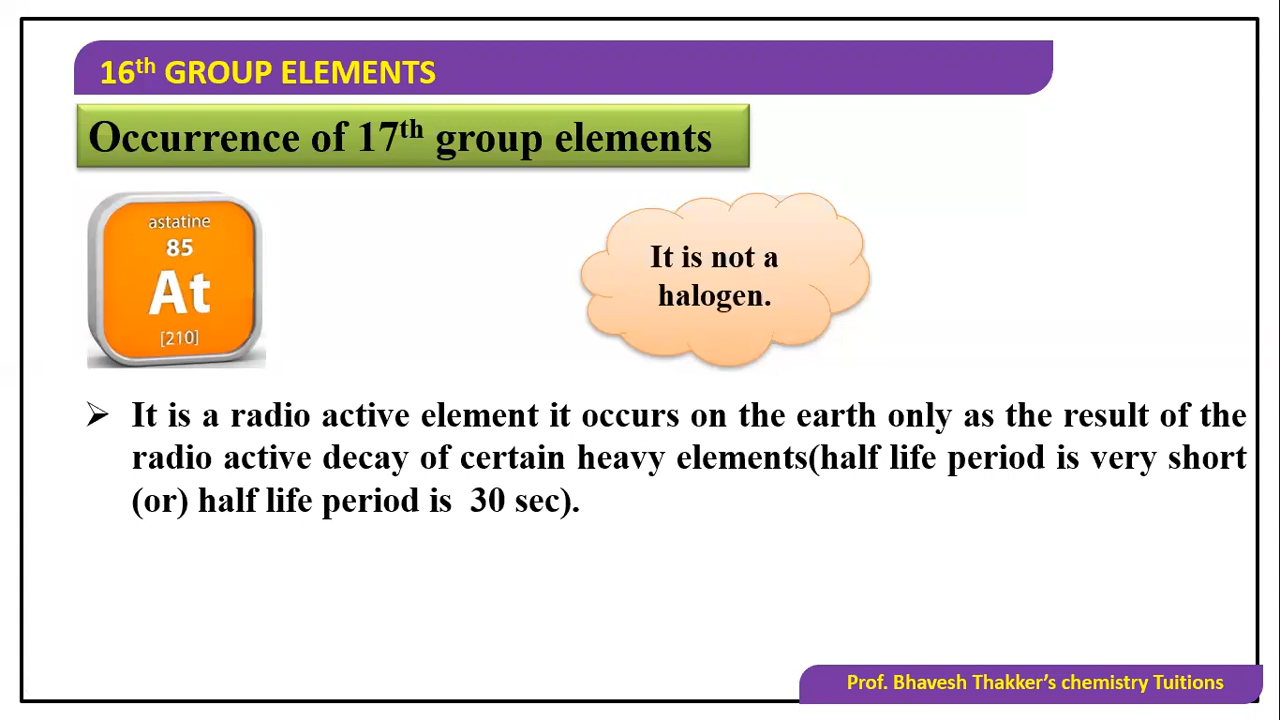 16th GROUP ELEMENTS
Occurrence of 17th group elements
astatine
85
At
[210]
It is not a
halogen.
➢ It is a radio active element it occurs on the earth only as the result of the
radio active decay of certain heavy elements(half life period is very short
(or) half life period is 30 sec).
Prof. Bhavesh Thakker's chemistry Tuitions